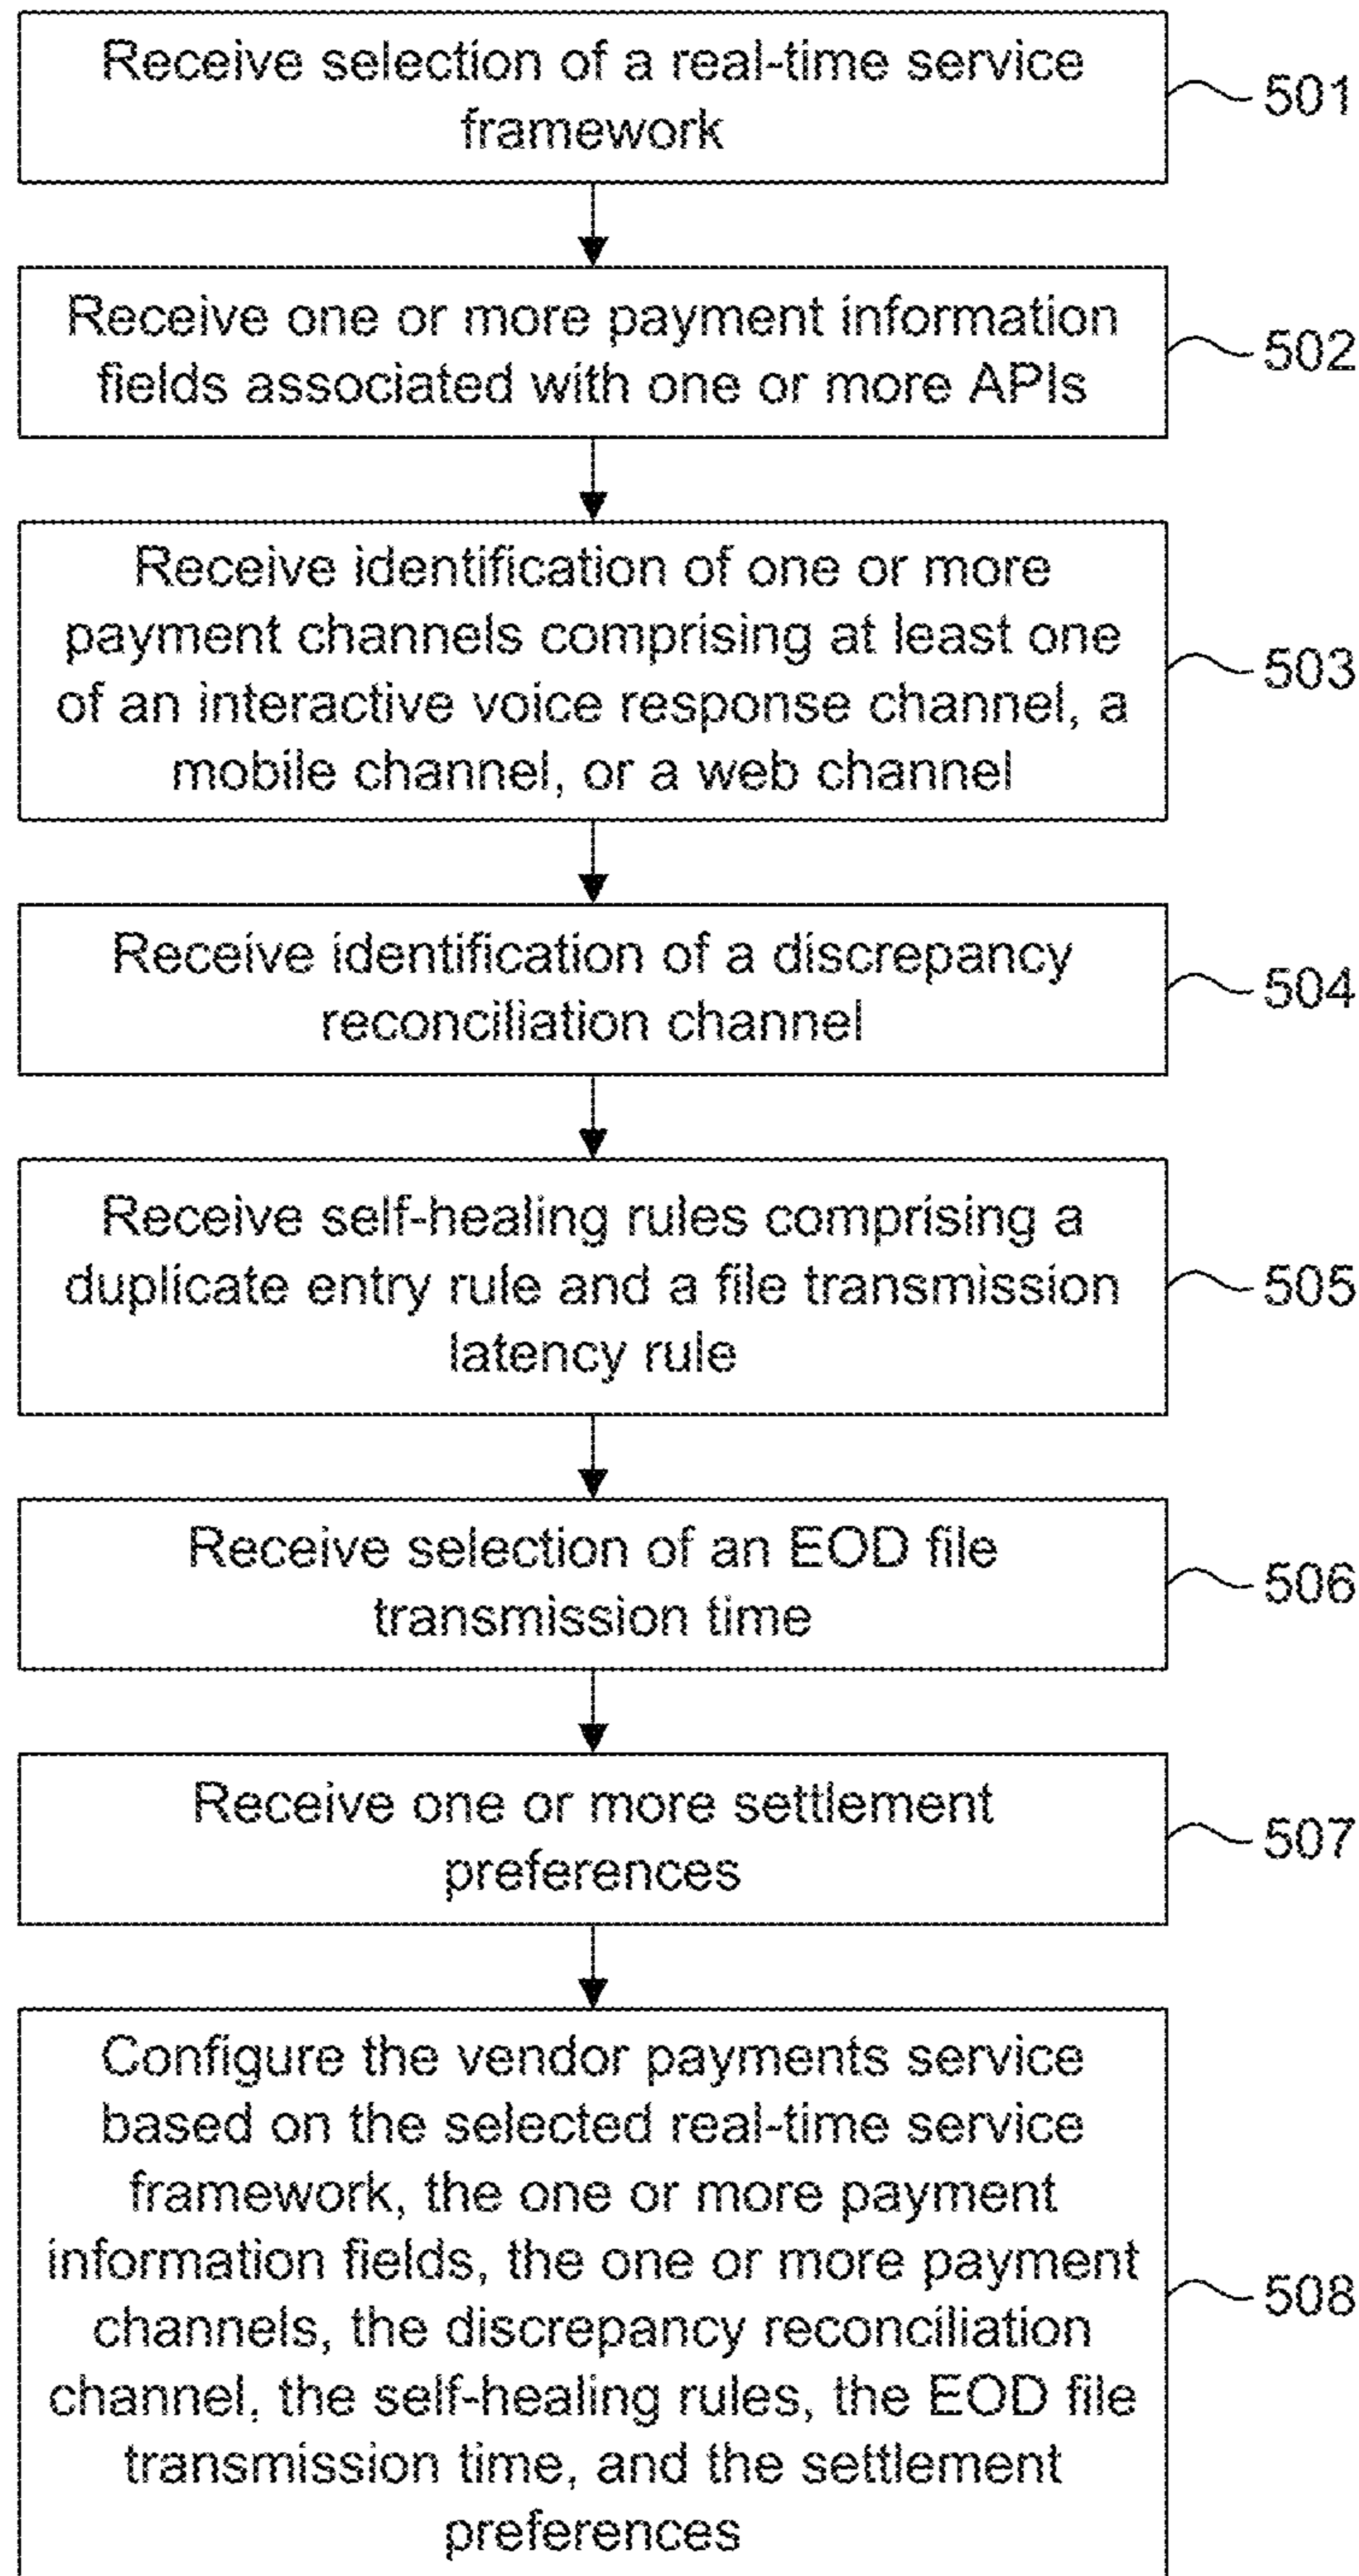 Receive selection of a real-time service
framework
501
Receive one or more payment information
fields associated with one or more APIs
502
Receive identification of one or more
payment channels comprising at least one
of an interactive voice response channel, a
mobile channel, or a web channel
503
Receive identification of a discrepancy
reconciliation channel
504
Receive self-healing rules comprising a
duplicate entry rule and a file transmission
latency rule
505
Receive selection of an EOD file
transmission time
506
Receive one or more settlement
preferences
507
Configure the vendor payments service
based on the selected real-time service
framework, the one or more payment
information fields, the one or more payment
channels, the discrepancy reconciliation
channel, the self-healing rules, the EOD file
transmission time, and the settlement
preferences
508